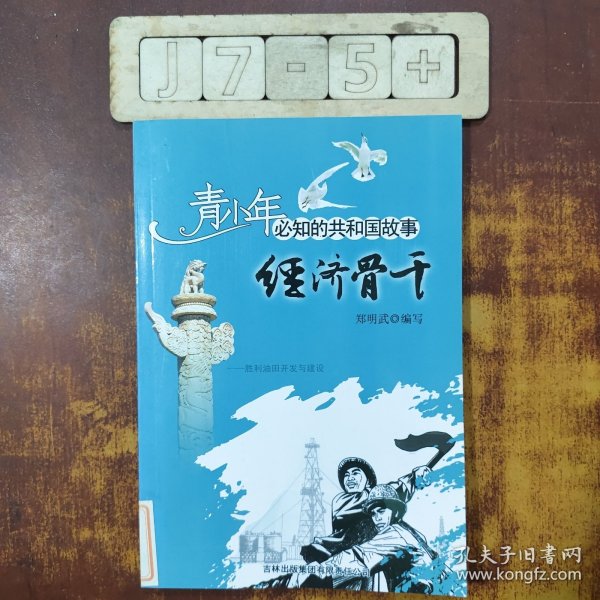 J7-5+
青少年
必知的共和国故事
经济骨干
郑明武◎编写
——胜利油田开发与建设
吉林出版集团有限责任公司
孔夫子旧书网
www.kongfz.com